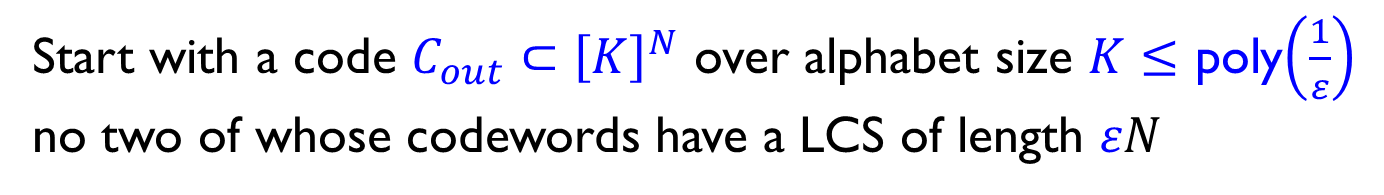 Start with a code C_out ⊂ [K]^N over alphabet size K ≤ poly(1/ε)
no two of whose codewords have a LCS of length εN